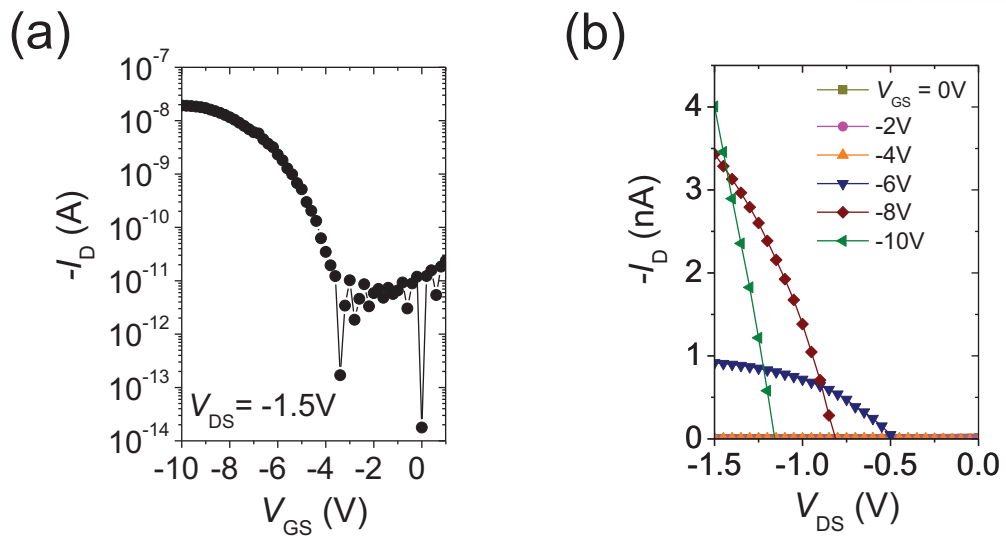 (a)
10⁻⁷
10⁻⁸
10⁻⁹
10⁻¹⁰
10⁻¹¹
10⁻¹²
10⁻¹³
10⁻¹⁴
-I_D (A)
V_DS = -1.5V
-10 -8 -6 -4 -2 0
V_GS (V)
(b)
4
3
2
1
0
-I_D (nA)
V_GS = 0V
-2V
-4V
-6V
-8V
-10V
-1.5 -1.0 -0.5 0.0
V_DS (V)